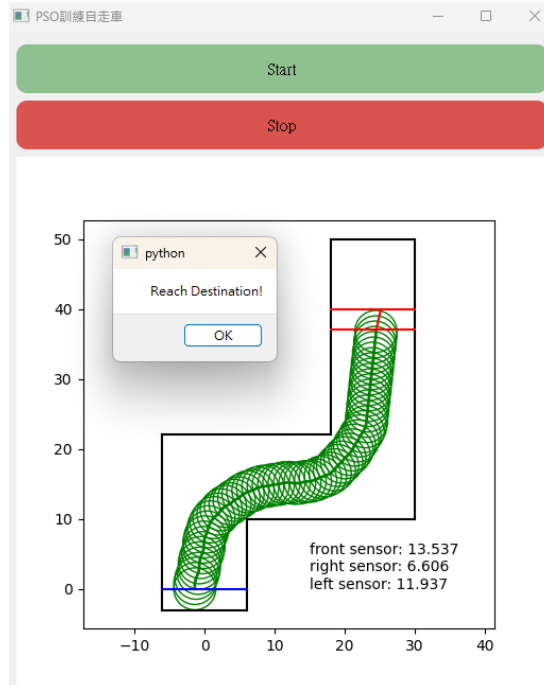 PSO訓練自走車
Start
Stop
python
Reach Destination!
OK
50
40
30
20
10
0
front sensor: 13.537
right sensor: 6.606
left sensor: 11.937
−10 0 10 20 30 40